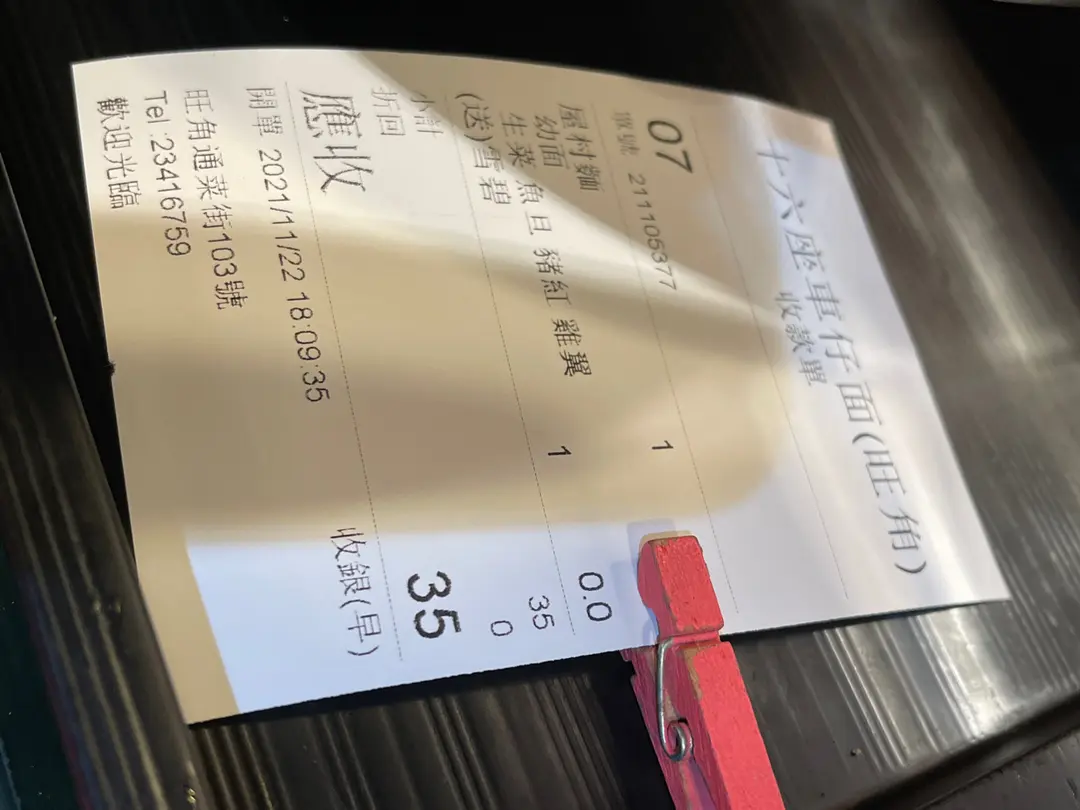 十六座車仔面(旺角)
收款單
07
單號 211105377 1
屋村麵
幼面 魚旦 豬紅 雞翼
生菜
(送)雪碧 1 0.0
小計 35
折回 0
應收 35
開單 2021/11/22 18:09:35 收銀(早)
旺角通菜街103號
Tel:23416759
歡迎光臨